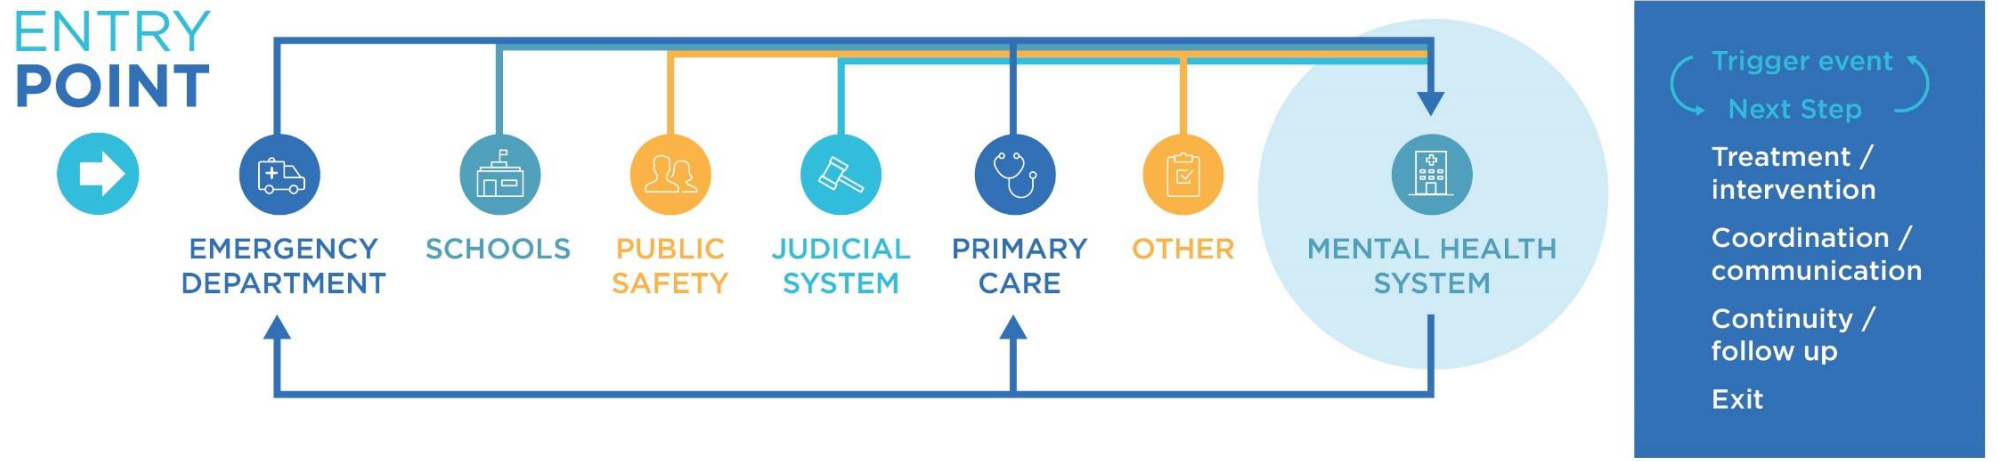 ENTRY
POINT
EMERGENCY
DEPARTMENT
SCHOOLS
PUBLIC
SAFETY
JUDICIAL
SYSTEM
PRIMARY
CARE
OTHER
MENTAL HEALTH
SYSTEM
Trigger event
Next Step
Treatment /
intervention
Coordination /
communication
Continuity /
follow up
Exit